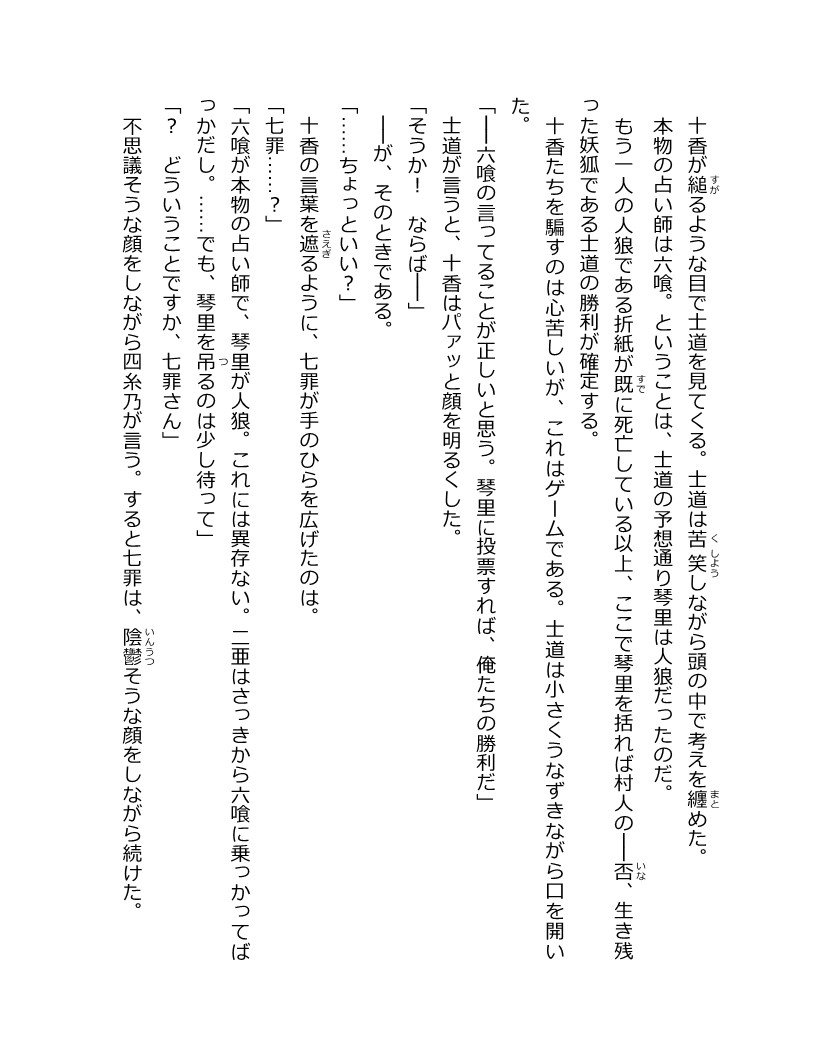 十香が縋るような目で士道を見てくる。士道は苦笑しながら頭の中で考えを纏めた。
本物の占い師は六喰。ということは、士道の予想通り琴里は人狼だったのだ。
もう一人の人狼である折紙が既に死亡している以上、ここで琴里を括れば村人の――否、生き残
った妖狐である士道の勝利が確定する。
十香たちを騙すのは心苦しいが、これはゲームである。士道は小さくうなずきながら口を開い
た。
「――六喰の言ってることが正しいと思う。琴里に投票すれば、俺たちの勝利だ」
士道が言うと、十香はパァッと顔を明るくした。
「そうか！　ならば――」
――が、そのときである。
「……ちょっといい？」
十香の言葉を遮るように、七罪が手のひらを広げたのは。
「七罪……？」
「六喰が本物の占い師で、琴里が人狼。これには異存ない。二亜はさっきから六喰に乗っかってば
っかだし。……でも、琴里を吊るのは少し待って」
「？　どういうことですか、七罪さん」
不思議そうな顔をしながら四糸乃が言う。すると七罪は、陰鬱そうな顔をしながら続けた。